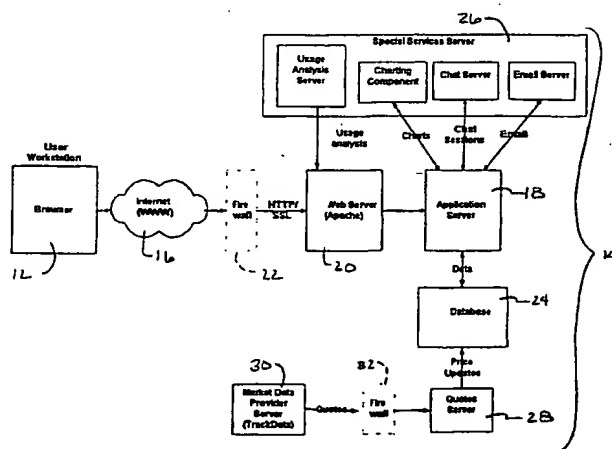 26
Special Services Server
Usage
Analysis
Server
Charting
Component
Chat Server
Email Server
Usage
analysis
Charts
Chat
Sessions
Email
User
Workstation
Browser
Internet
(WWW)
Fire
wall
HTTP/
SSL
Web Server
(Apache)
Application
Server
18
12
16
22
20
Data
Database
24
Price
Updates
30
32
Market Data
Provider
Server
(TrackData)
Quotes
Fire
wall
Quotes
Server
28